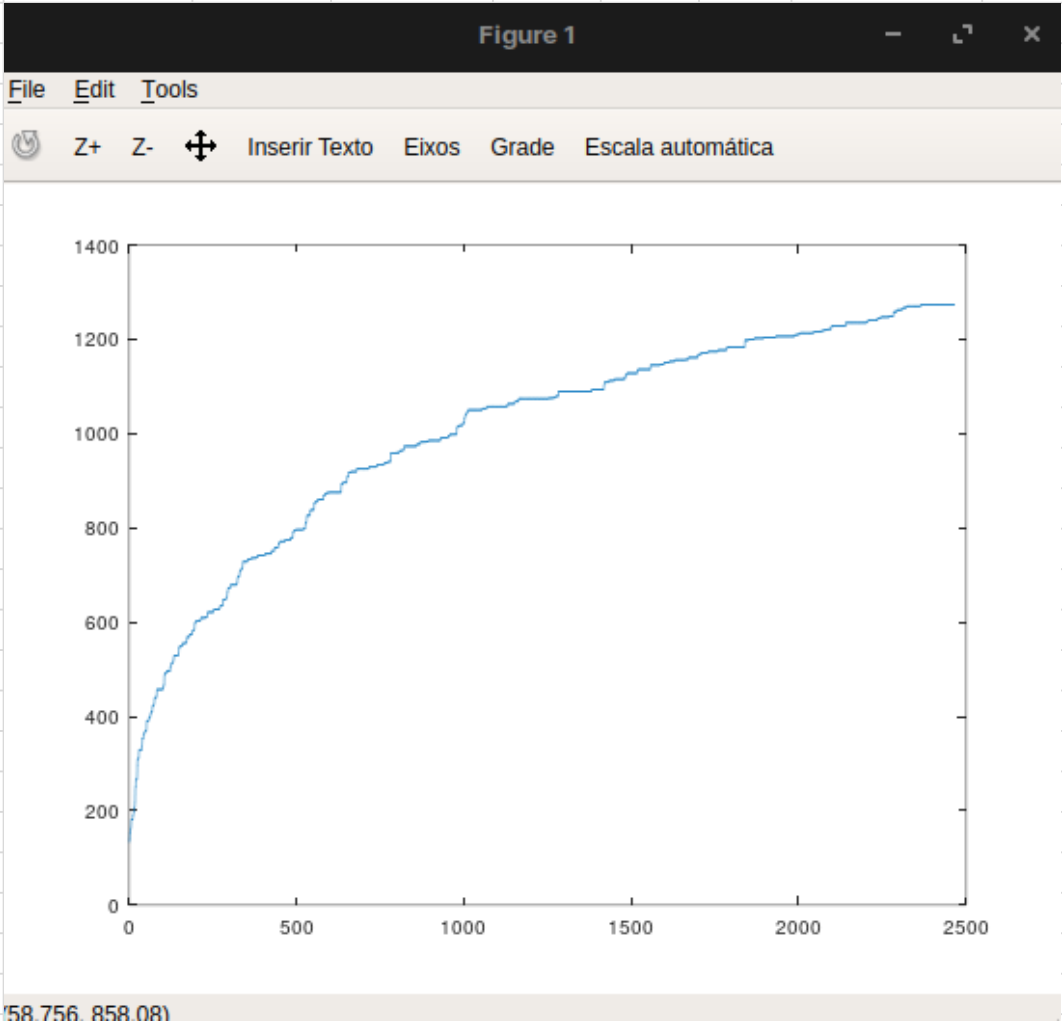 Figure 1
File Edit Tools
Z+ Z- Inserir Texto Eixos Grade Escala automática
1400
1200
1000
800
600
400
200
0
0 500 1000 1500 2000 2500
(58.756, 858.08)